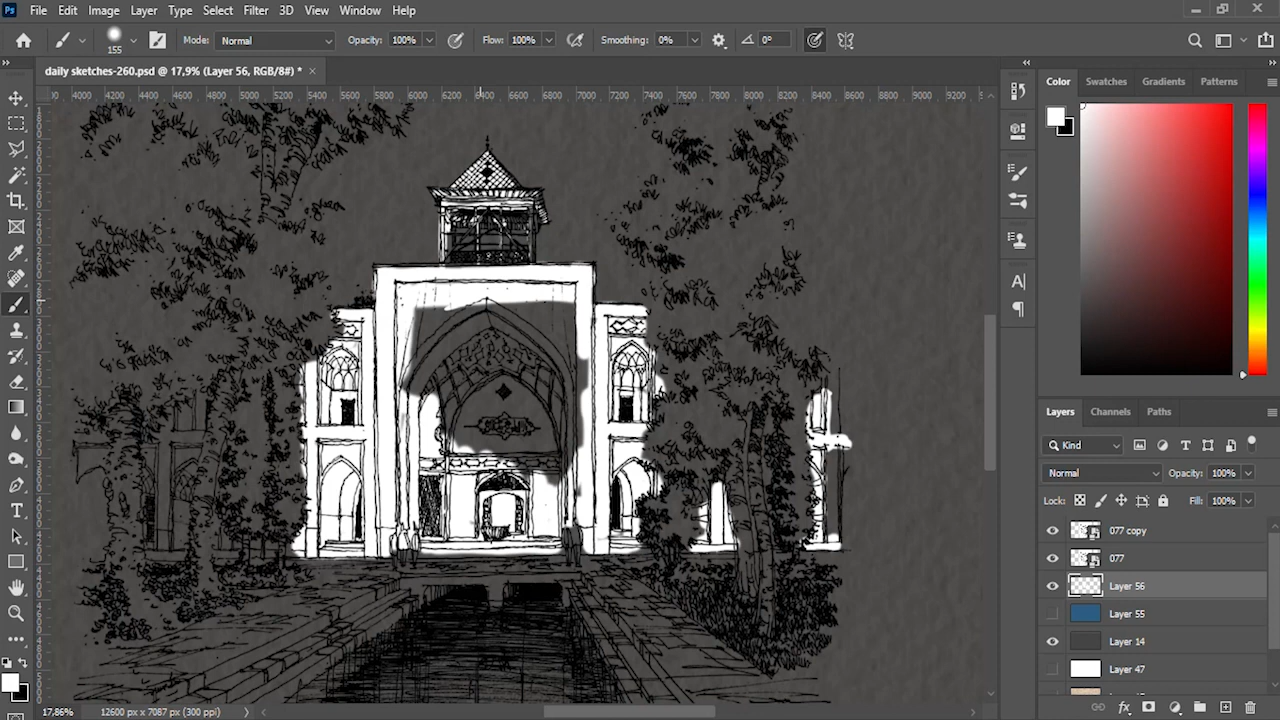 Ps File Edit Image Layer Type Select Filter 3D View Window Help
155 Mode: Normal Opacity: 100% Flow: 100% Smoothing: 0% 0°
daily sketches-260.psd @ 17,9% (Layer 56, RGB/8#) * ×
4000 4200 4400 4600 4800 5000 5200 5400 5600 5800 6000 6200 6400 6600 6800 7000 7200 7400 7600 7800 8000 8200 8400 8600 8800 9000 9200
Color Swatches Gradients Patterns
Layers Channels Paths
Kind
Normal Opacity: 100%
Lock: Fill: 100%
077 copy
077
Layer 56
Layer 55
Layer 14
Layer 47
17,86% 12600 px x 7087 px (300 ppi)